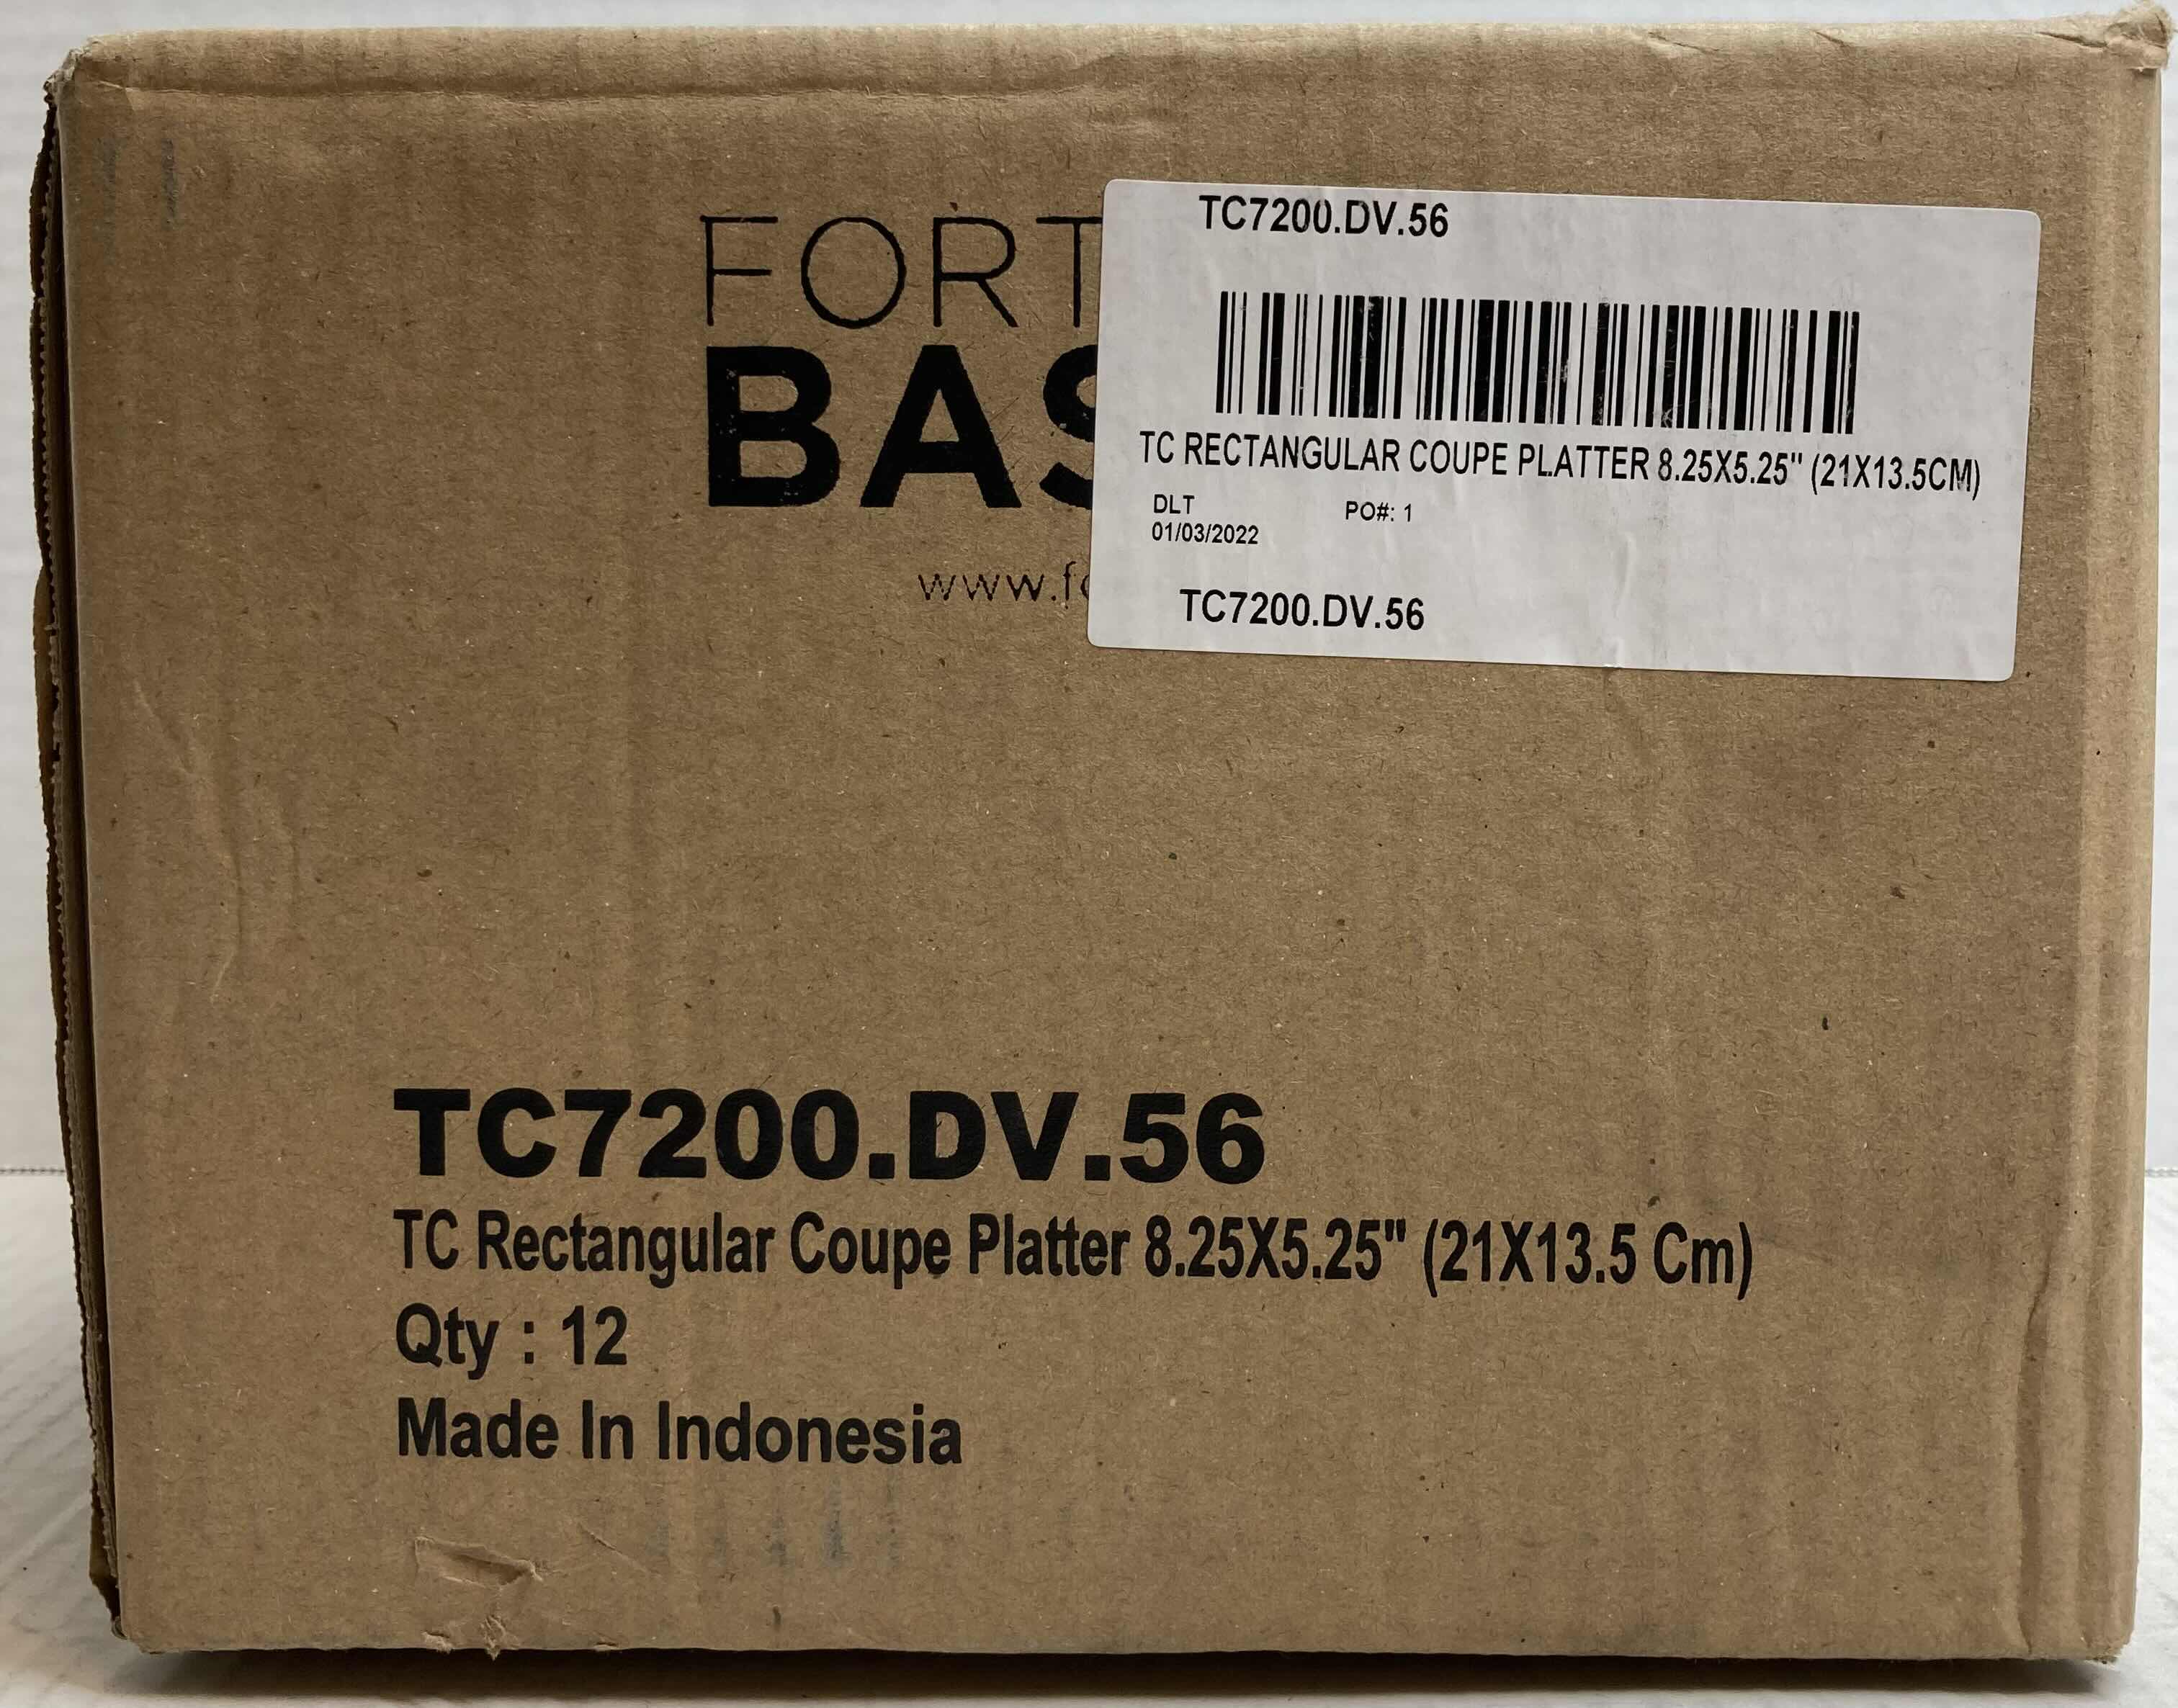 FORT
BAS
www.fo
TC7200.DV.56
TC RECTANGULAR COUPE PLATTER 8.25X5.25" (21X13.5CM)
DLT
PO#: 1
01/03/2022
TC7200.DV.56
TC7200.DV.56
TC Rectangular Coupe Platter 8.25X5.25" (21X13.5 Cm)
Qty : 12
Made In Indonesia